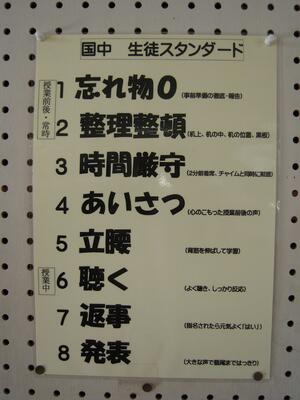 国中　生徒スタンダード
授業前後・常時
1 忘れ物0 (事前準備の徹底・報告)
2 整理整頓 (机上、机の中、机の位置、黒板)
3 時間厳守 (2分前着席、チャイムと同時に黙想)
4 あいさつ (心のこもった授業前後の声)
授業中
5 立腰 (背筋を伸ばして学習)
6 聴く (よく聴き、しっかり反応)
7 返事 (指名されたら元気よく「はい」)
8 発表 (大きな声で語尾まではっきり)